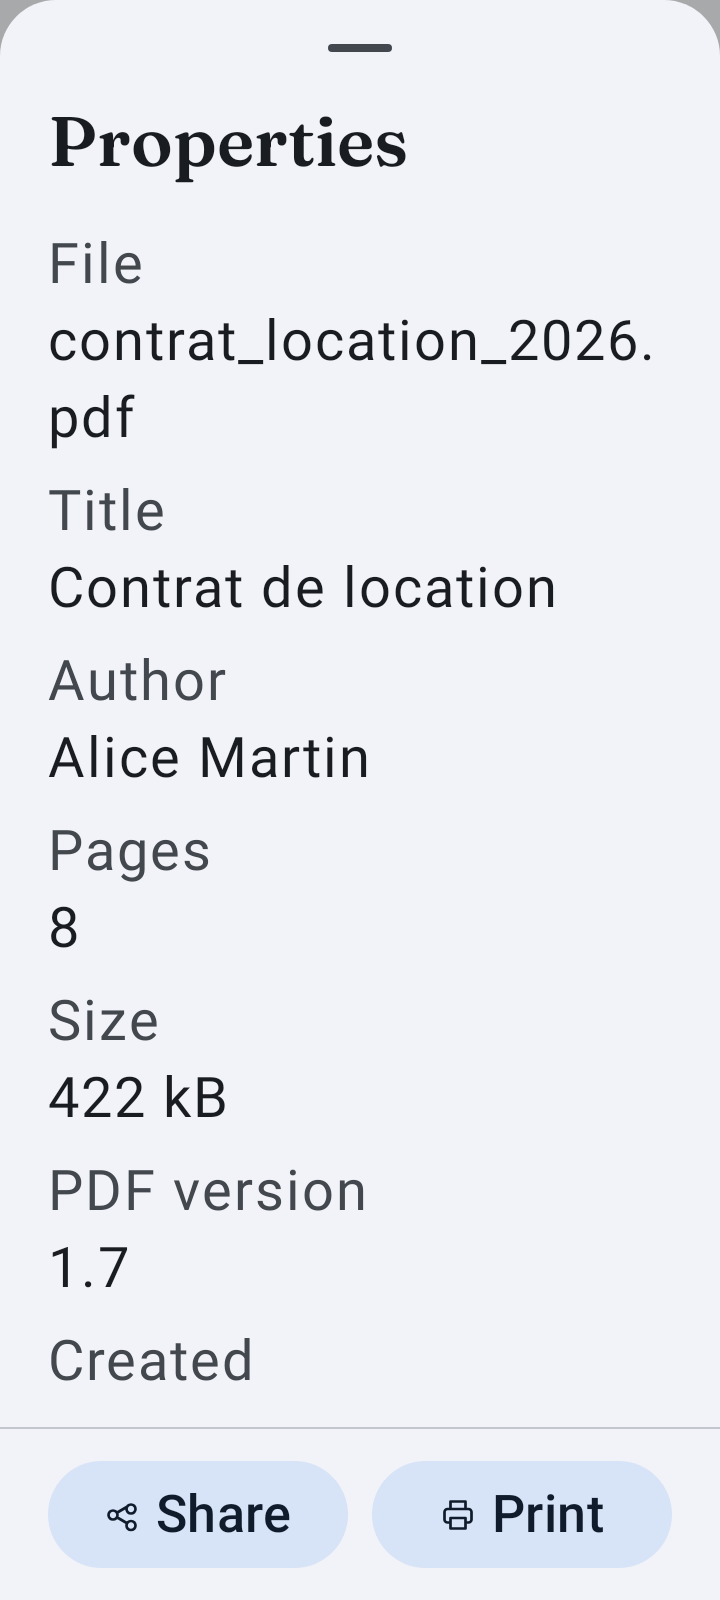 Properties
File
contrat_location_2026.
pdf
Title
Contrat de location
Author
Alice Martin
Pages
8
Size
422 kB
PDF version
1.7
Created
Share
Print